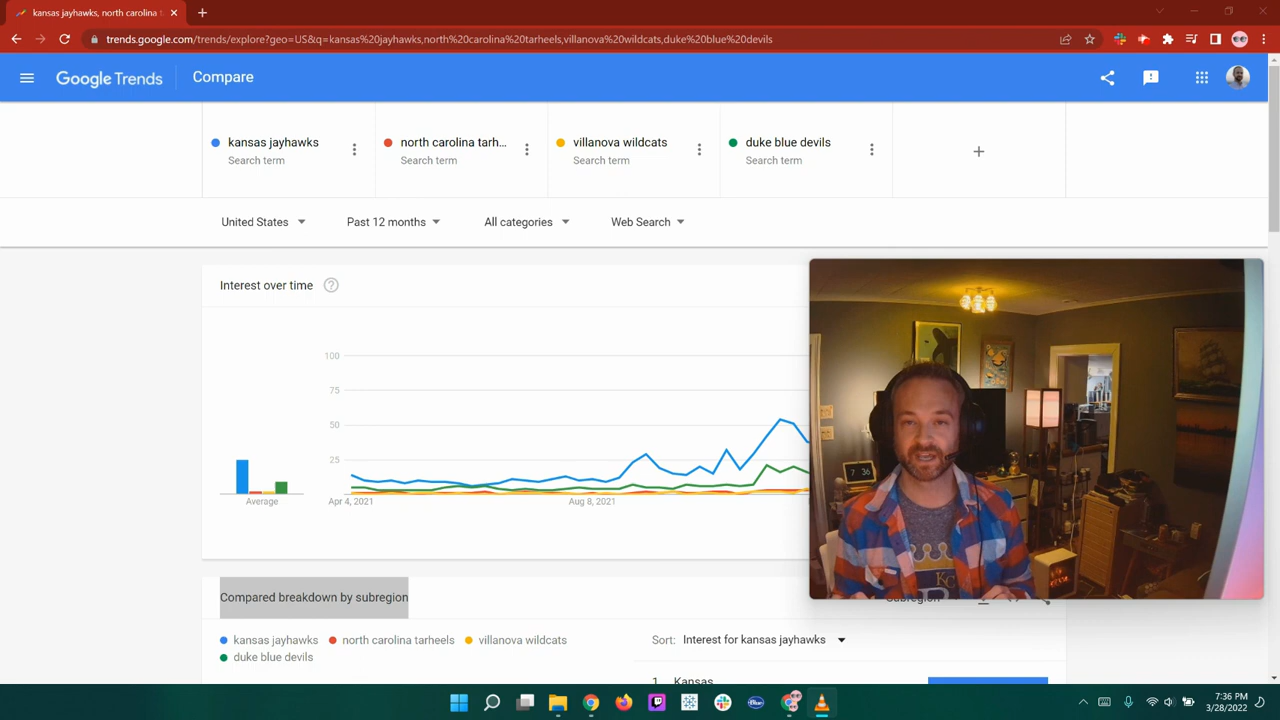 kansas jayhawks, north carolina t
trends.google.com/trends/explore?geo=US&q=kansas%20jayhawks,north%20carolina%20tarheels,villanova%20wildcats,duke%20blue%20devils
Google Trends
Compare
kansas jayhawks
Search term
north carolina tarh...
Search term
villanova wildcats
Search term
duke blue devils
Search term
United States
Past 12 months
All categories
Web Search
Interest over time
100
75
50
25
Average
Apr 4, 2021
Aug 8, 2021
7 36
KC
Compared breakdown by subregion
Subregion
kansas jayhawks
north carolina tarheels
villanova wildcats
duke blue devils
Sort: Interest for kansas jayhawks
1 Kansas
7:36 PM
3/28/2022